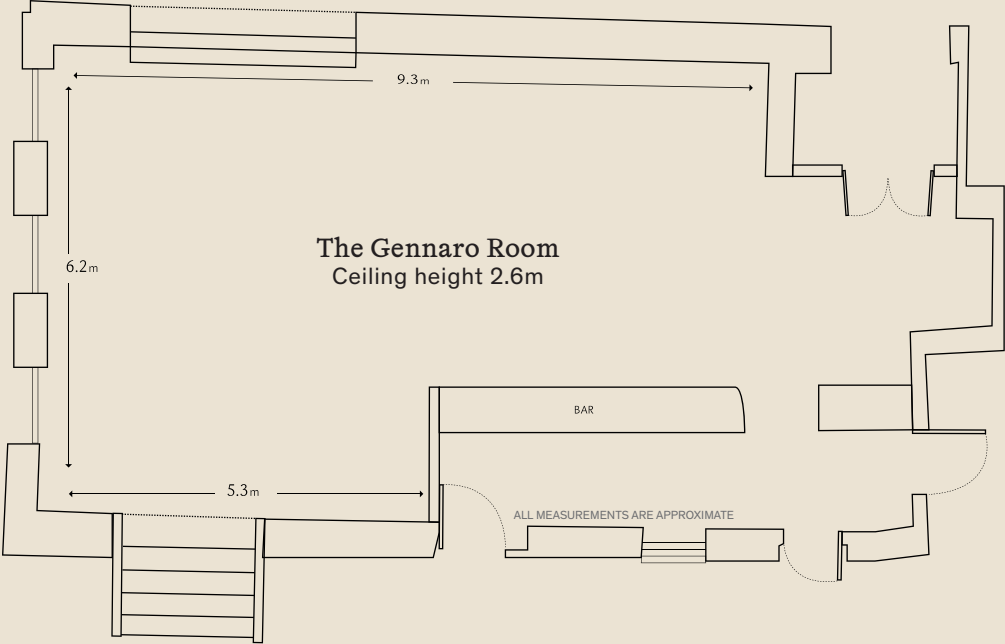 9.3m
The Gennaro Room
Ceiling height 2.6m
6.2m
BAR
5.3m
ALL MEASUREMENTS ARE APPROXIMATE